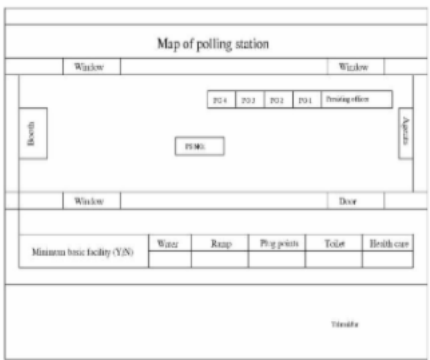 Map of polling station
Window Window
PO 4 PO 3 PO 2 PO 1 Presiding officer
Booth
Agents
Window Door
Minimum basic facility (Y/N) Water Ramp Plug points Toilet Health care